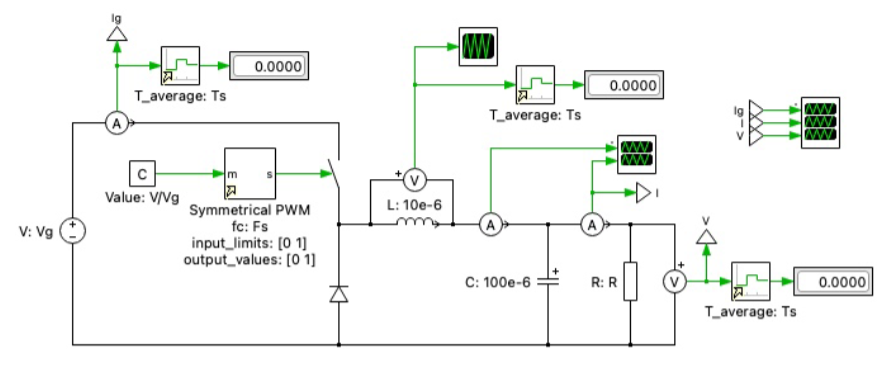 Ig
0.0000
T_average: Ts
A
C
Value: V/Vg
m
s
Symmetrical PWM
fc: Fs
input_limits: [0 1]
output_values: [0 1]
V: Vg
0.0000
T_average: Ts
V
L: 10e-6
A
A
I
C: 100e-6
R: R
V
V
0.0000
T_average: Ts
Ig
I
V